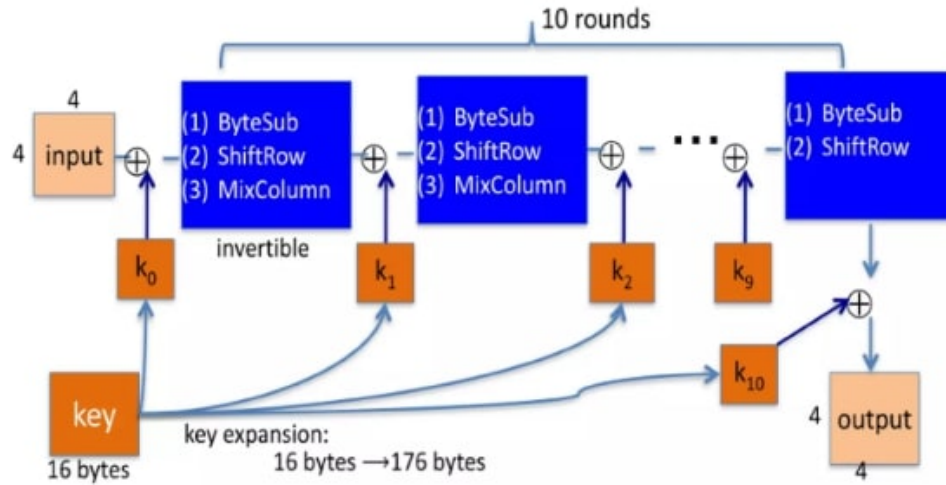 10 rounds
4
4
input
(1) ByteSub
(2) ShiftRow
(3) MixColumn
invertible
(1) ByteSub
(2) ShiftRow
(3) MixColumn
...
(1) ByteSub
(2) ShiftRow
k₀
k₁
k₂
k₉
k₁₀
key
16 bytes
key expansion:
16 bytes →176 bytes
4
output
4